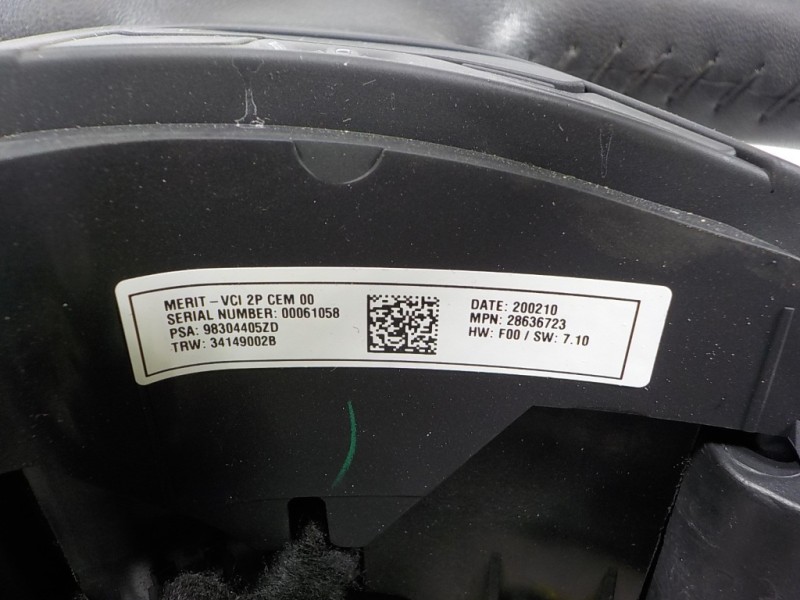 MERIT – VCI 2P CEM 00
SERIAL NUMBER: 00061058
PSA: 98304405ZD
TRW: 34149002B
DATE: 200210
MPN: 28636723
HW: F00 / SW: 7.10